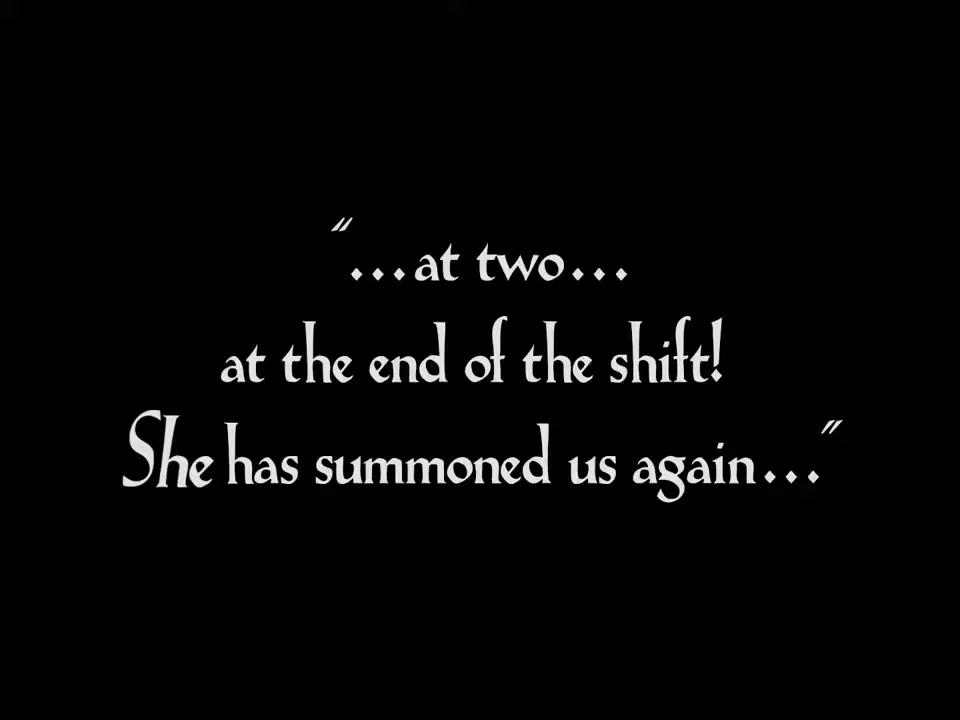 "...at two...
at the end of the shift!
She has summoned us again..."